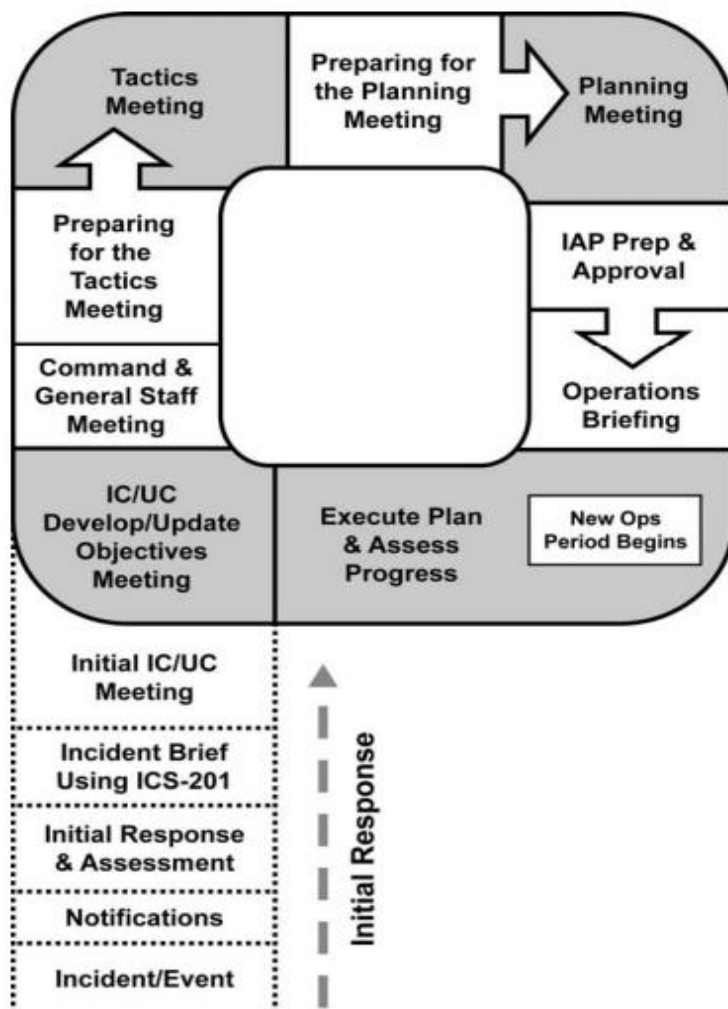 Tactics
Meeting
Preparing for
the Planning
Meeting
Planning
Meeting
Preparing
for the
Tactics
Meeting
IAP Prep &
Approval
Command &
General Staff
Meeting
Operations
Briefing
IC/UC
Develop/Update
Objectives
Meeting
Execute Plan
& Assess
Progress
New Ops
Period Begins
Initial IC/UC
Meeting
Incident Brief
Using ICS-201
Initial Response
& Assessment
Notifications
Incident/Event
Initial Response